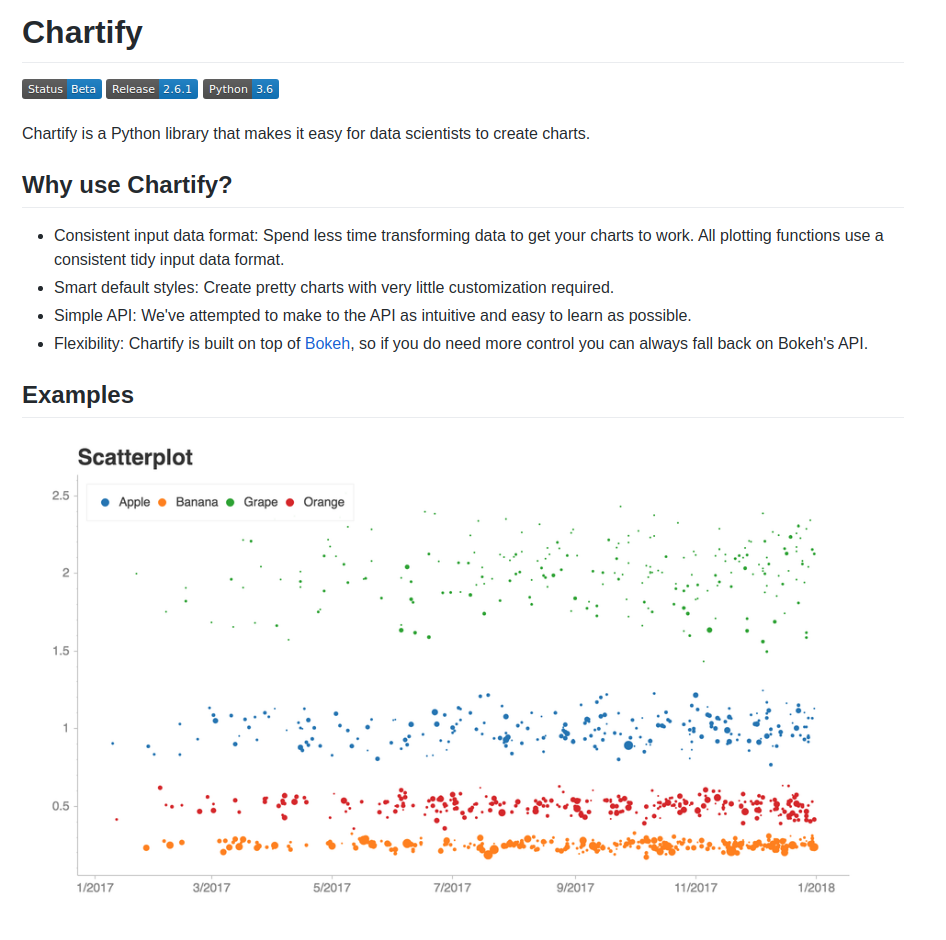 Chartify
Status Beta Release 2.6.1 Python 3.6
Chartify is a Python library that makes it easy for data scientists to create charts.
Why use Chartify?
Consistent input data format: Spend less time transforming data to get your charts to work. All plotting functions use a
consistent tidy input data format.
Smart default styles: Create pretty charts with very little customization required.
Simple API: We've attempted to make to the API as intuitive and easy to learn as possible.
Flexibility: Chartify is built on top of Bokeh, so if you do need more control you can always fall back on Bokeh's API.
Examples
Scatterplot
2.5
Apple Banana Grape Orange
2
1.5
1
0.5
1/2017 3/2017 5/2017 7/2017 9/2017 11/2017 1/2018